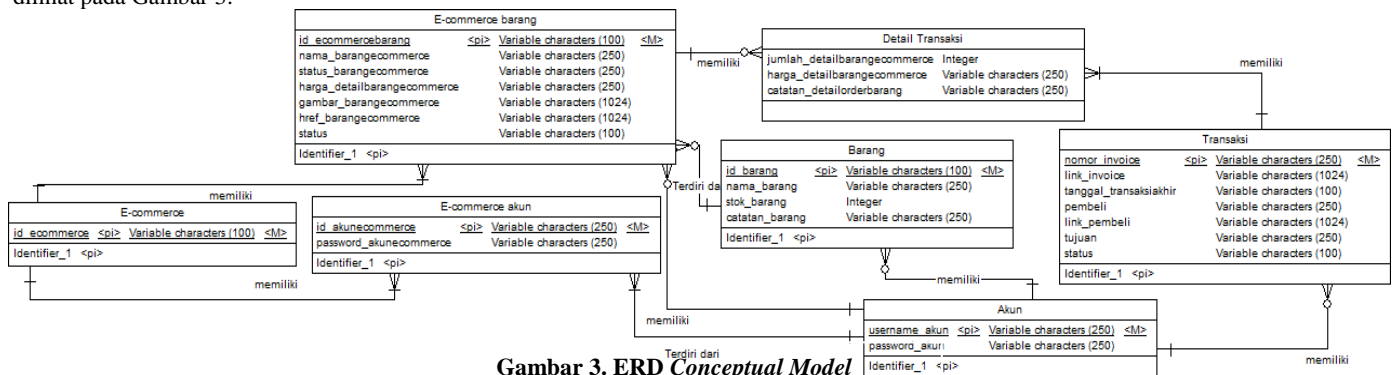 dilihat pada Gambar 3.
E-commerce barang
id_ecommercebarang <pi> Variable characters (100) <M>
nama_barangecommerce Variable characters (250)
status_barangecommerce Variable characters (250)
harga_detailbarangecommerce Variable characters (250)
gambar_barangecommerce Variable characters (1024)
href_barangecommerce Variable characters (1024)
status Variable characters (100)
Identifier_1 <pi>
memiliki
Detail Transaksi
jumlah_detailbarangecommerce Integer
harga_detailbarangecommerce Variable characters (250)
catatan_detailorderbarang Variable characters (250)
memiliki
Transaksi
nomor_invoice <pi> Variable characters (250) <M>
link_invoice Variable characters (1024)
tanggal_transaksiakhir Variable characters (100)
pembeli Variable characters (250)
link_pembeli Variable characters (1024)
tujuan Variable characters (250)
status Variable characters (100)
Identifier_1 <pi>
Barang
id_barang <pi> Variable characters (100) <M>
nama_barang Variable characters (250)
stok_barang Integer
catatan_barang Variable characters (250)
Identifier_1 <pi>
Terdiri da
memiliki
E-commerce
id_ecommerce <pi> Variable characters (100) <M>
Identifier_1 <pi>
E-commerce akun
id_akunecommerce <pi> Variable characters (250) <M>
password_akunecommerce Variable characters (250)
Identifier_1 <pi>
memiliki
memiliki
memiliki
Akun
username_akun <pi> Variable characters (250) <M>
password_akun Variable characters (250)
Identifier_1 <pi>
Terdiri dari
memiliki
Gambar 3. ERD Conceptual Model